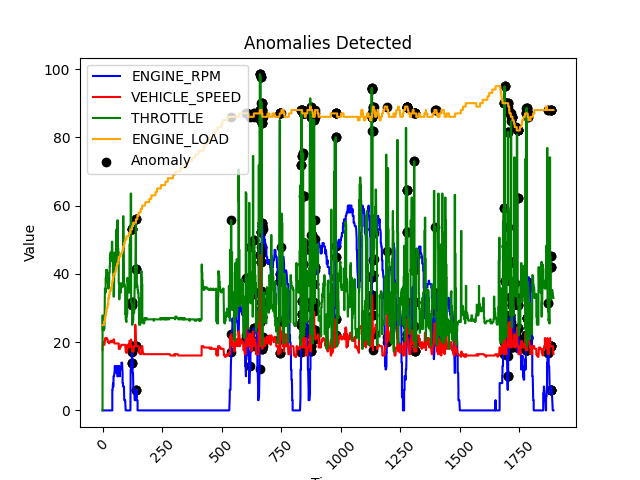 Anomalies Detected
ENGINE_RPM
VEHICLE_SPEED
THROTTLE
ENGINE_LOAD
Anomaly
Value
100
80
60
40
20
0
0
250
500
750
1000
1250
1500
1750